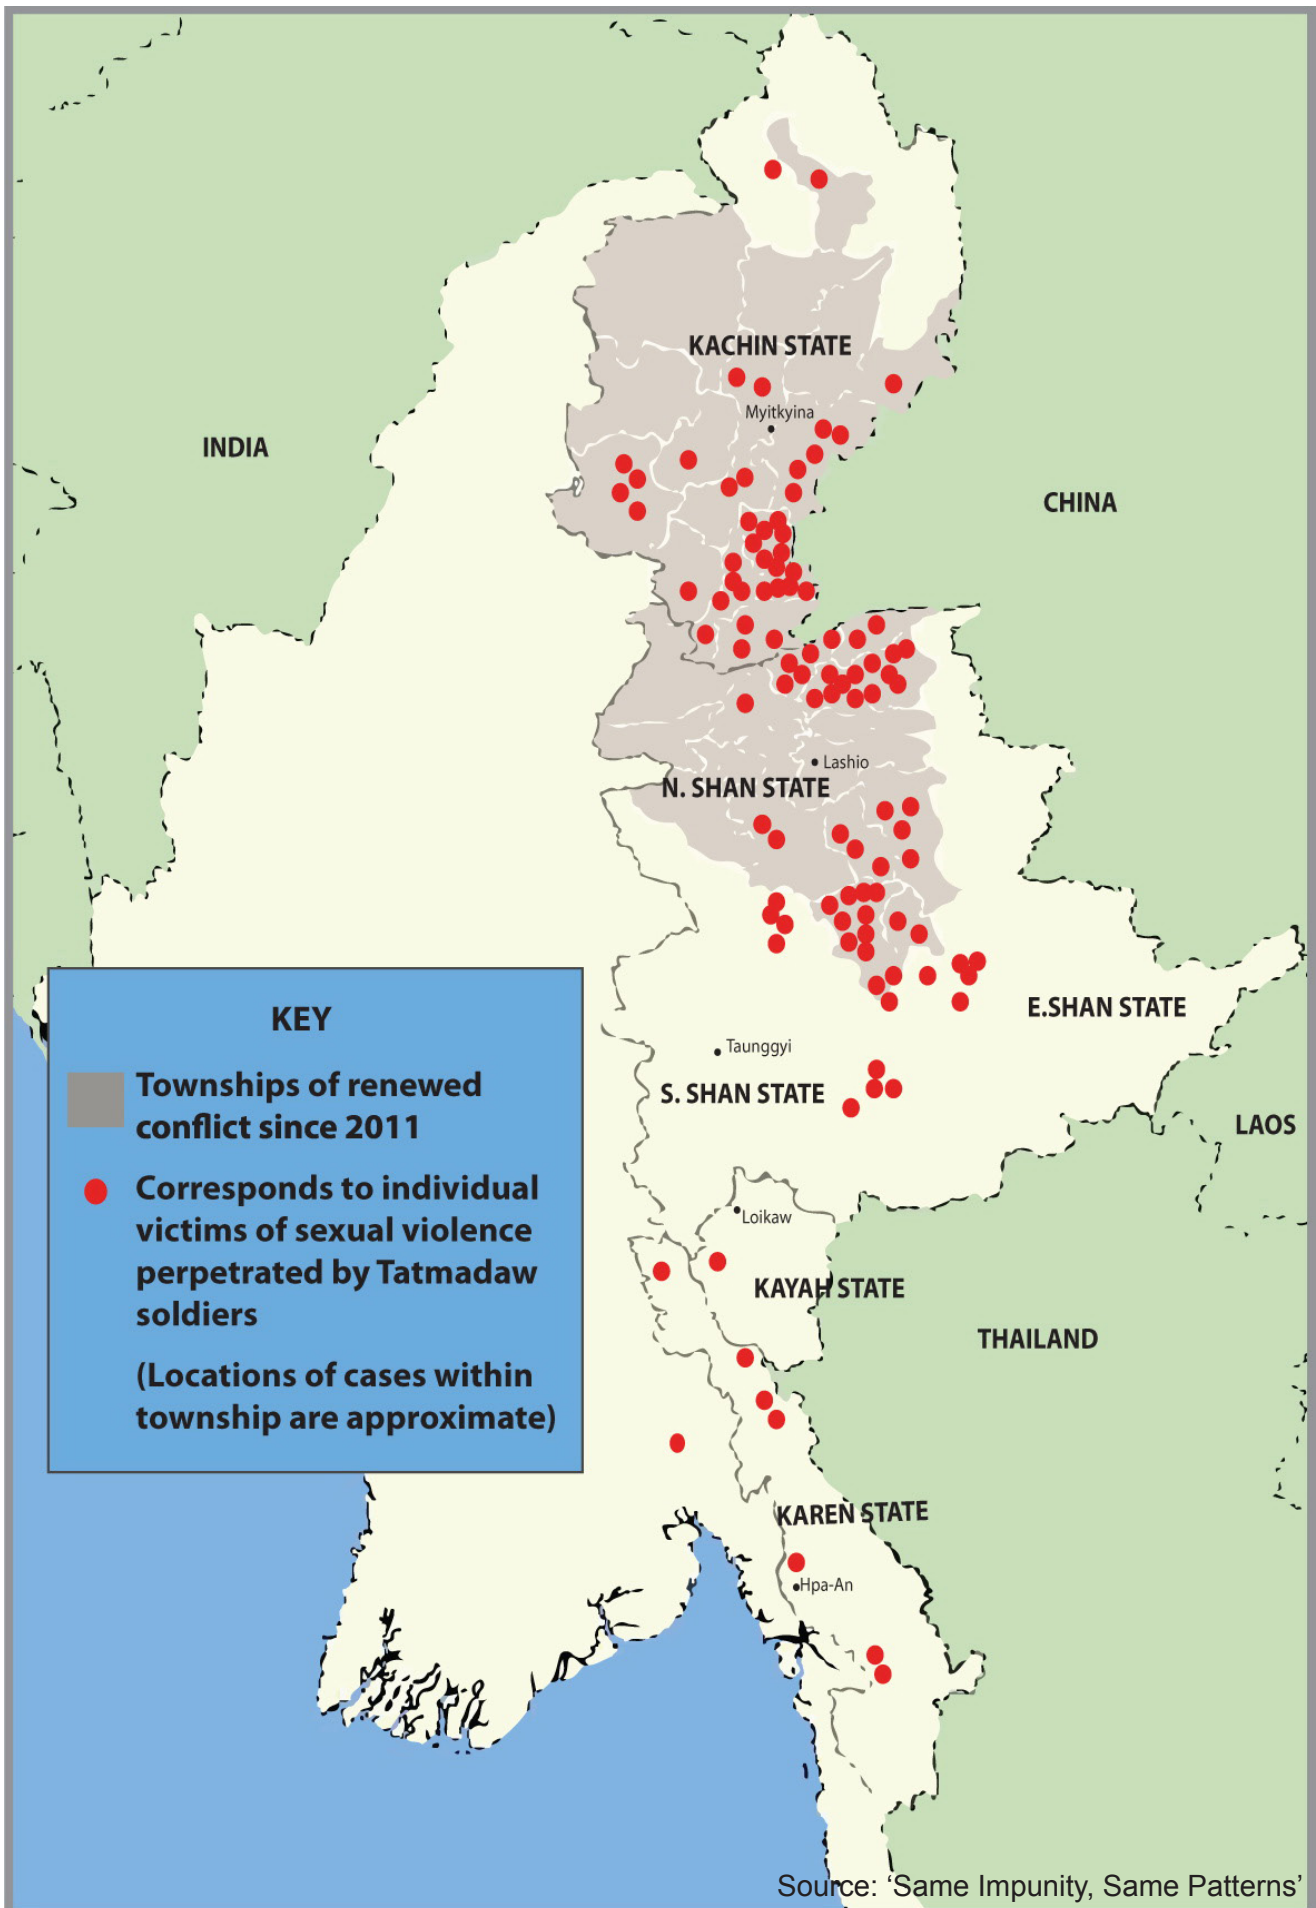 KACHIN STATE
Myitkyina
INDIA
CHINA
Lashio
N. SHAN STATE
E.SHAN STATE
Taunggyi
S. SHAN STATE
LAOS
Loikaw
KAYAH STATE
THAILAND
KAREN STATE
Hpa-An
KEY
Townships of renewed
conflict since 2011
Corresponds to individual
victims of sexual violence
perpetrated by Tatmadaw
soldiers
(Locations of cases within
township are approximate)
Source: ‘Same Impunity, Same Patterns’